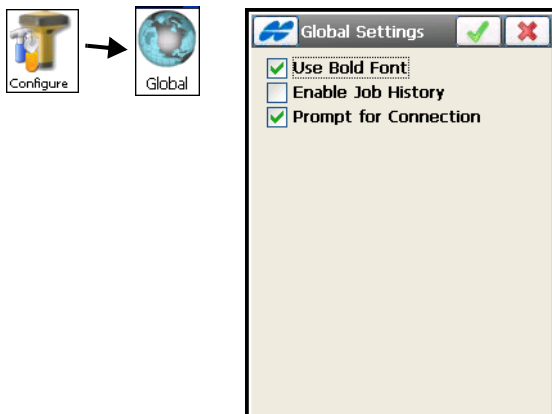 Configure
Global
Global Settings
Use Bold Font
Enable Job History
Prompt for Connection